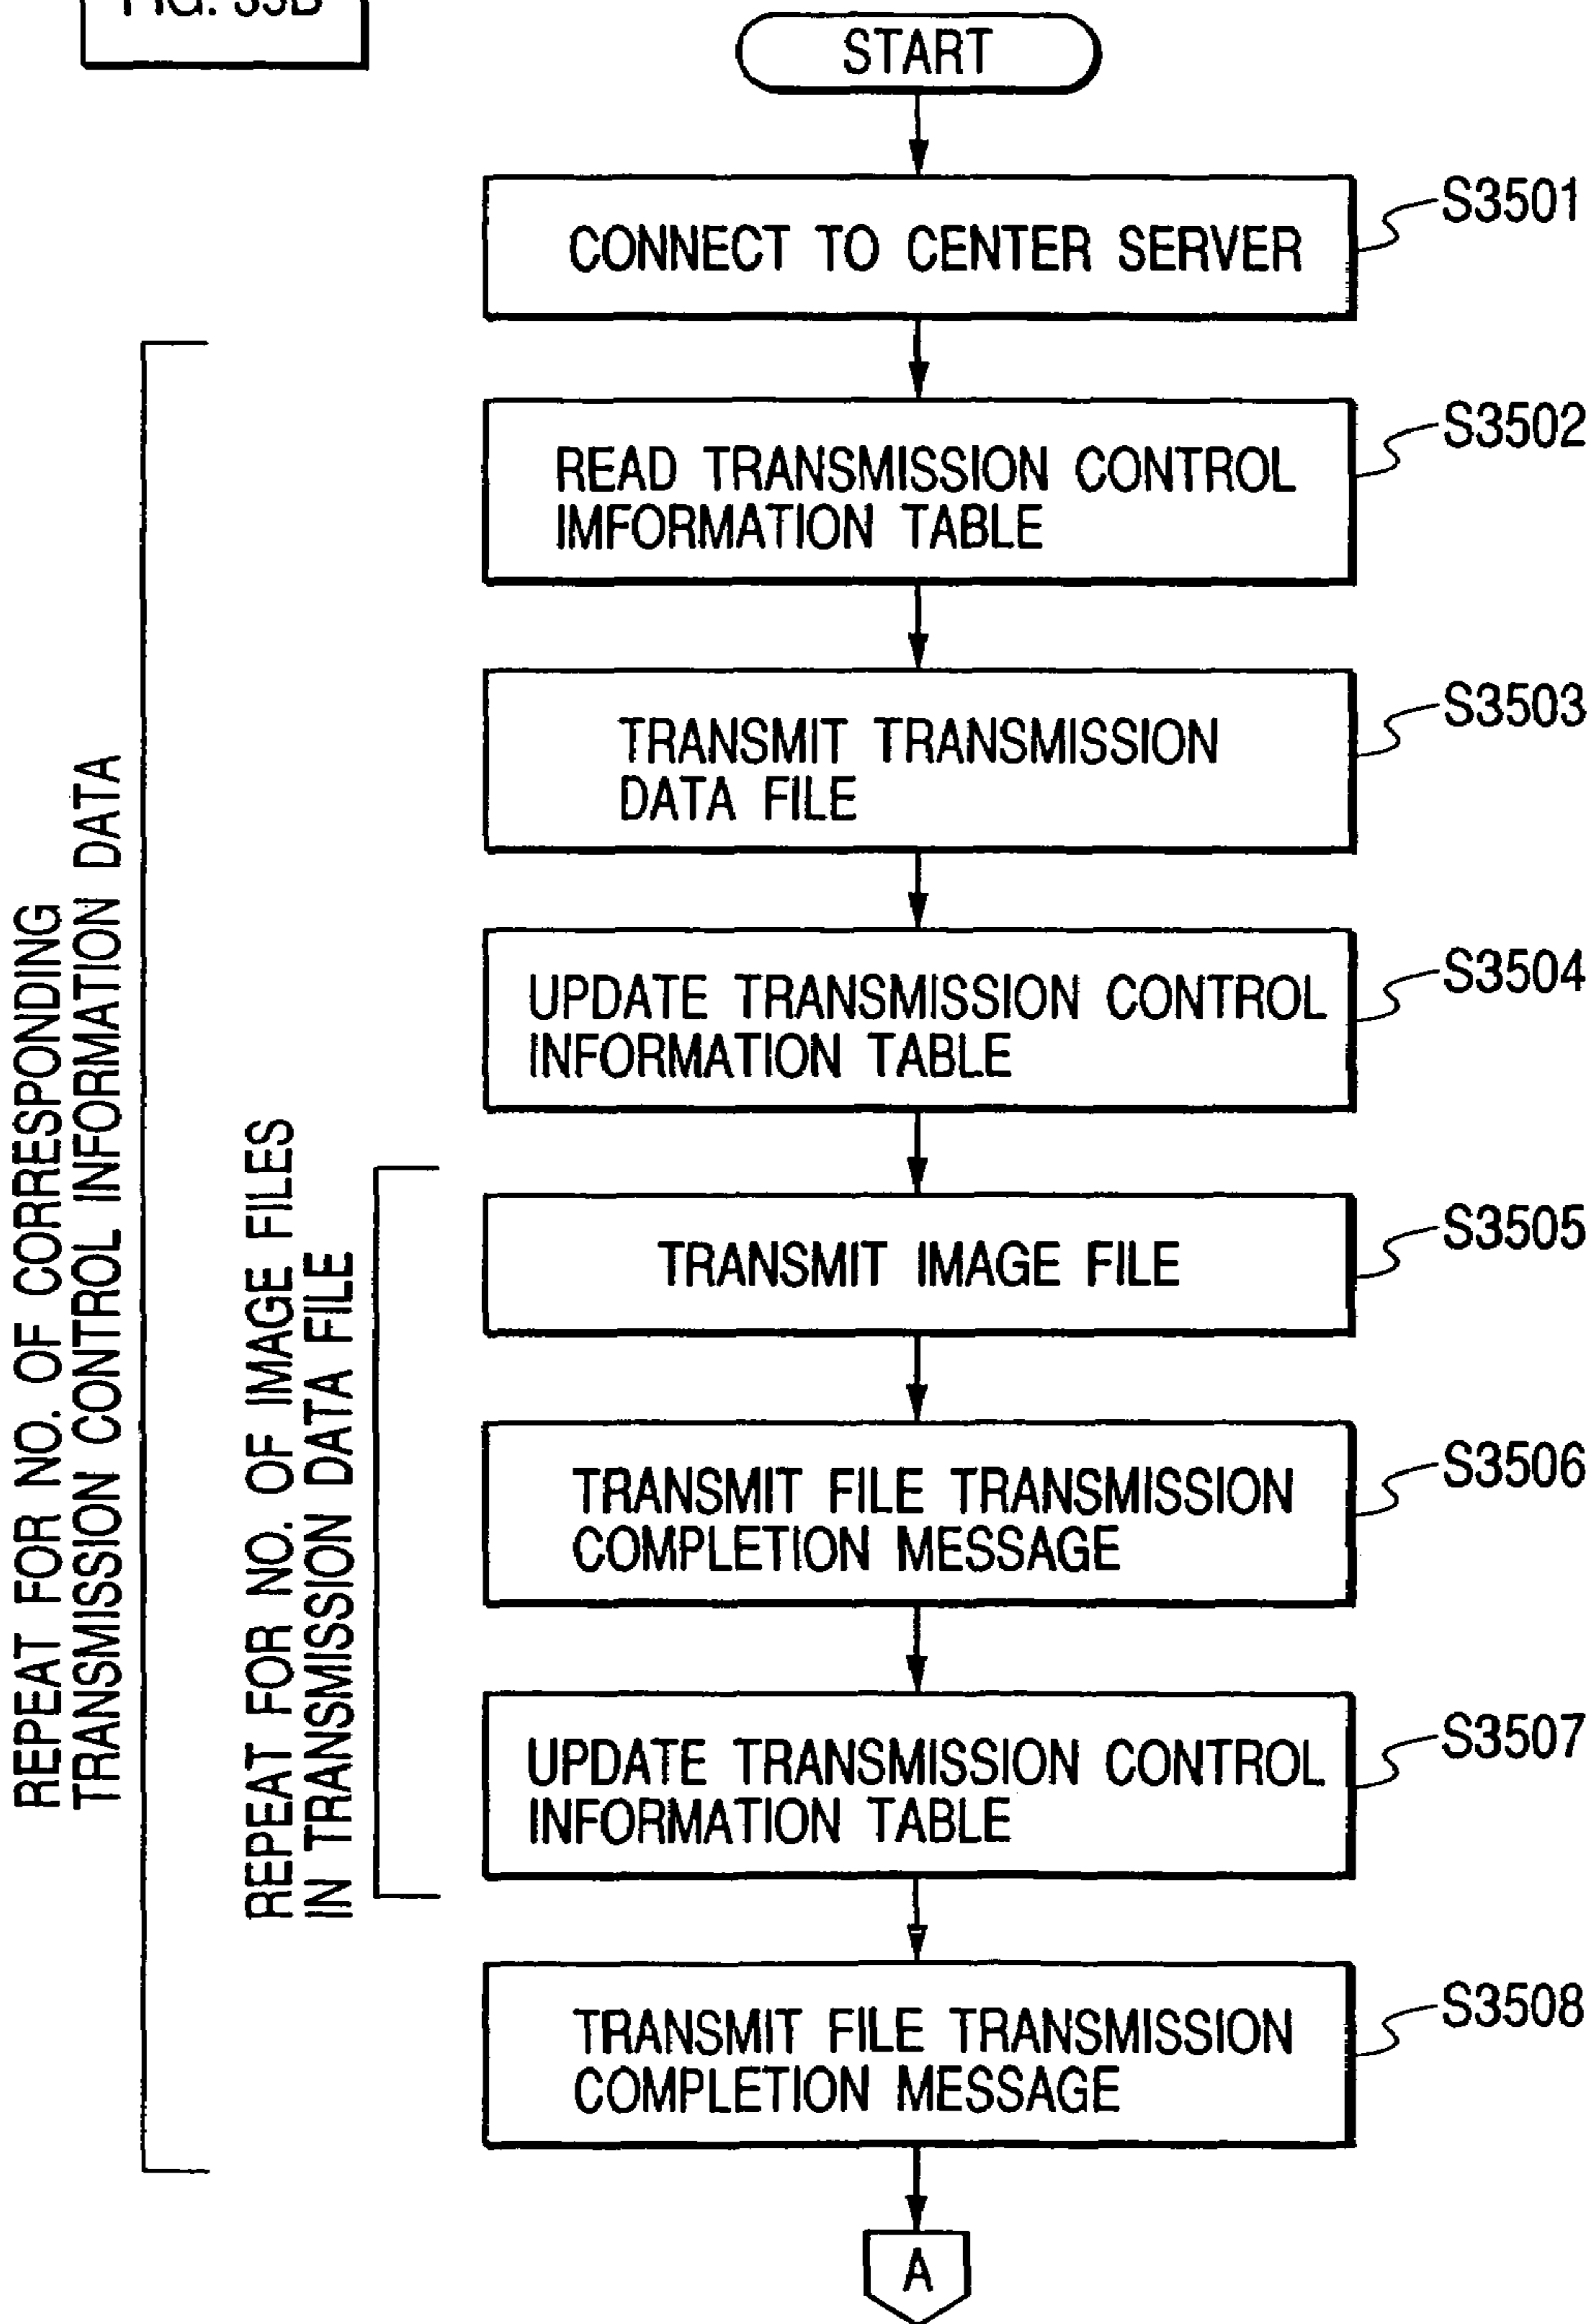 FIG. 35B
START
CONNECT TO CENTER SERVER
S3501
READ TRANSMISSION CONTROL
IMFORMATION TABLE
S3502
TRANSMIT TRANSMISSION
DATA FILE
S3503
UPDATE TRANSMISSION CONTROL
INFORMATION TABLE
S3504
REPEAT FOR NO. OF CORRESPONDING
TRANSMISSION CONTROL INFORMATION DATA
REPEAT FOR NO. OF IMAGE FILES
IN TRANSMISSION DATA FILE
TRANSMIT IMAGE FILE
S3505
TRANSMIT FILE TRANSMISSION
COMPLETION MESSAGE
S3506
UPDATE TRANSMISSION CONTROL
INFORMATION TABLE
S3507
TRANSMIT FILE TRANSMISSION
COMPLETION MESSAGE
S3508
A